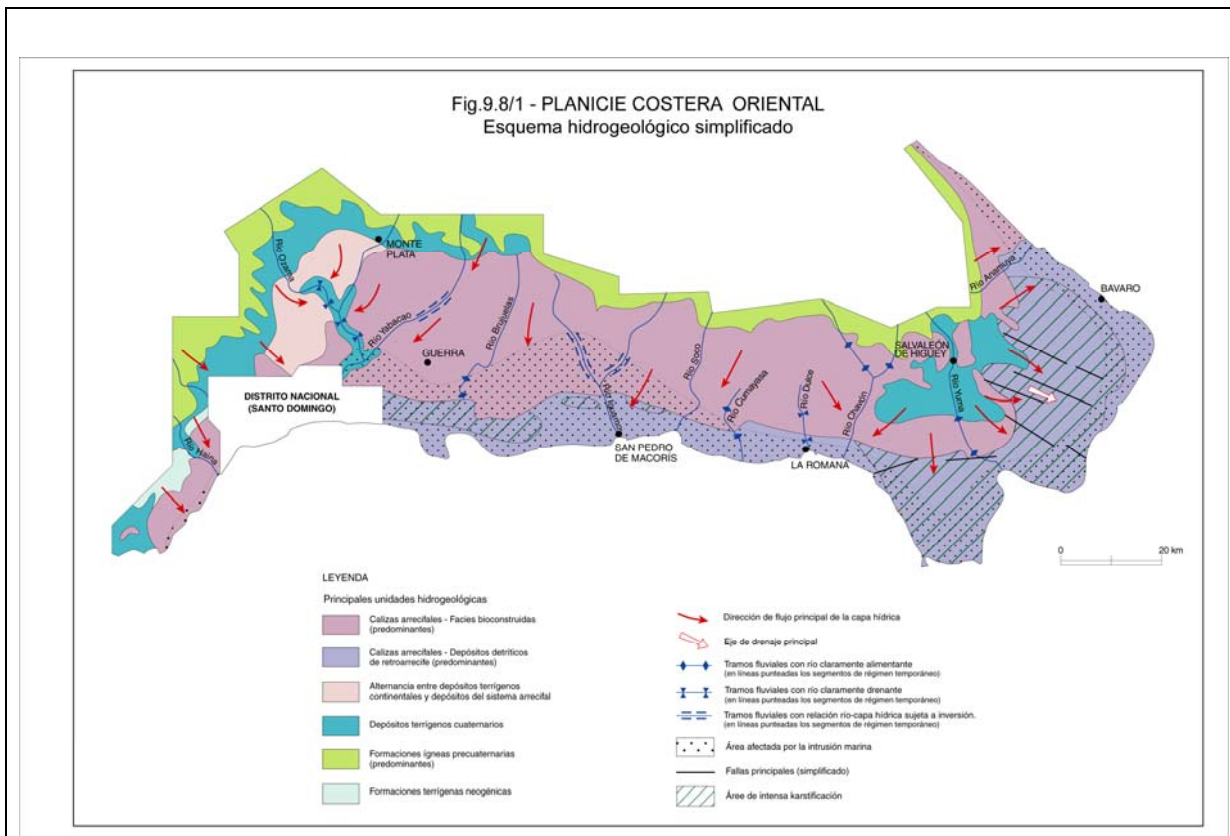 Fig.9.8/1 - PLANICIE COSTERA ORIENTAL
Esquema hidrogeológico simplificado
Río Ozama
MONTE
PLATA
Río Yabacao
Río Brujuelas
GUERRA
DISTRITO NACIONAL
(SANTO DOMINGO)
Río Haina
Río Iguamo
SAN PEDRO
DE MACORÍS
Río Soco
Río Cumayasa
Río Dulce
LA ROMANA
Río Chavón
SALVALEÓN
DE HIGUEY
Río Yuma
Río Anamuya
BAVARO
0 20 km
LEYENDA
Principales unidades hidrogeológicas
Calizas arrecifales - Facies bioconstruidas
(predominantes)
Calizas arrecifales - Depósitos detríticos
de retroarrecife (predominantes)
Alternancia entre depósitos terrígenos
continentales y depósitos del sistema arrecifal
Depósitos terrígenos cuaternarios
Formaciones ígneas precuaternarias
(predominantes)
Formaciones terrígenas neogénicas
Dirección de flujo principal de la capa hídrica
Eje de drenaje principal
Tramos fluviales con río claramente alimentante
(en líneas punteadas los segmentos de régimen temporáneo)
Tramos fluviales con río claramente drenante
(en líneas punteadas los segmentos de régimen temporáneo)
Tramos fluviales con relación río-capa hídrica sujeta a inversión.
(en líneas punteadas los segmentos de régimen temporáneo)
Área afectada por la intrusión marina
Fallas principales (simplificado)
Área de intensa karstificación